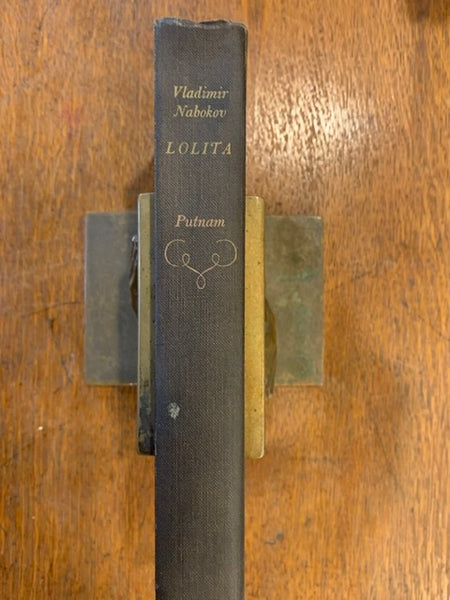 Vladimir
Nabokov
LOLITA
Putnam